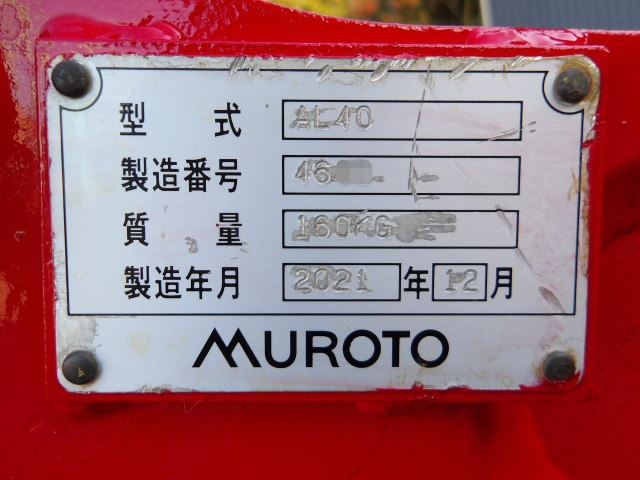 型 式 AL40
製造番号 46
質 量 160KG
製造年月 2021 年 12 月
MUROTO